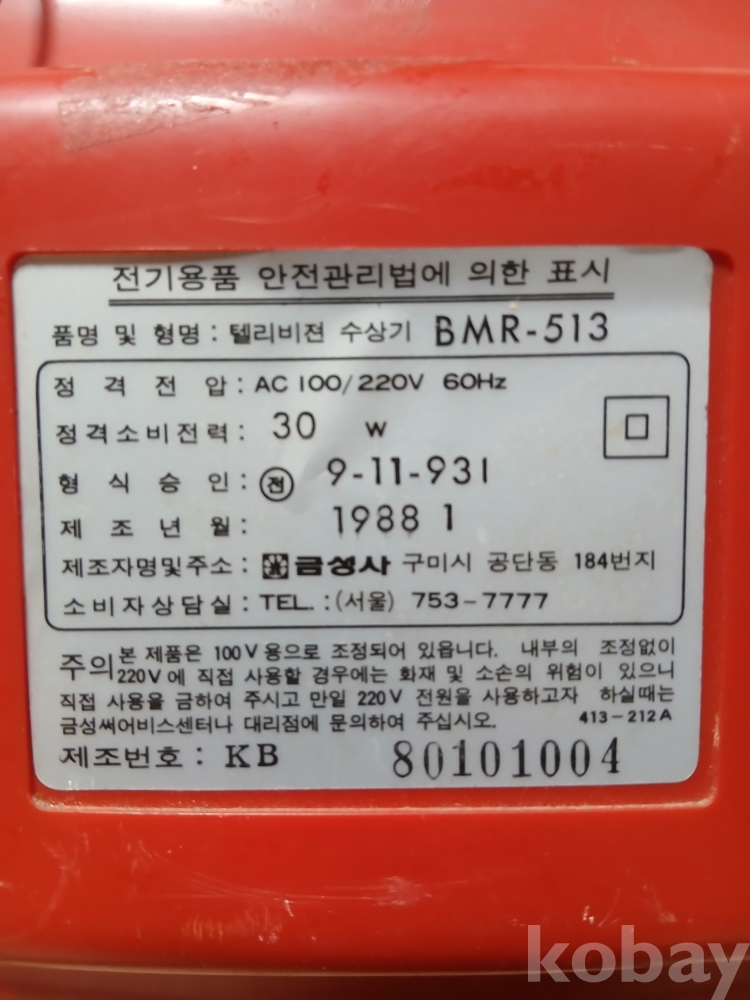 전기용품 안전관리법에 의한 표시
품명 및 형명 : 텔리비젼 수상기 BMR-513
정격전압 : AC 100/220V 60Hz
정격소비전력 : 30 W
형식승인 : 전 9-11-931
제조년월 : 1988 1
제조자명및주소 : 금성사 구미시 공단동 184번지
소비자상담실 : TEL. : (서울) 753-7777
주의 본 제품은 100V용으로 조정되어 있읍니다. 내부의 조정없이
220V에 직접 사용할 경우에는 화재 및 소손의 위험이 있으니
직접 사용을 금하여 주시고 만일 220V 전원을 사용하고자 하실때는
금성써어비스센터나 대리점에 문의하여 주십시오. 413-212A
제조번호 : KB 80101004
kobay